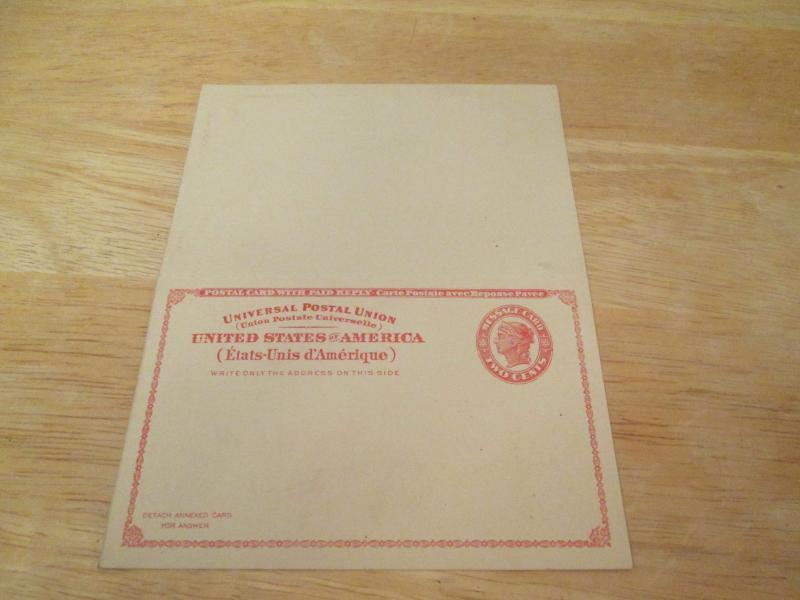 POSTAL CARD WITH PAID REPLY - Carte Postale avec Reponse Payee
UNIVERSAL POSTAL UNION
(Union Postale Universelle)
UNITED STATES OF AMERICA
(États-Unis d'Amérique)
WRITE ONLY THE ADDRESS ON THIS SIDE
MESSAGE CARD
TWO CENTS
DETACH ANNEXED CARD
FOR ANSWER